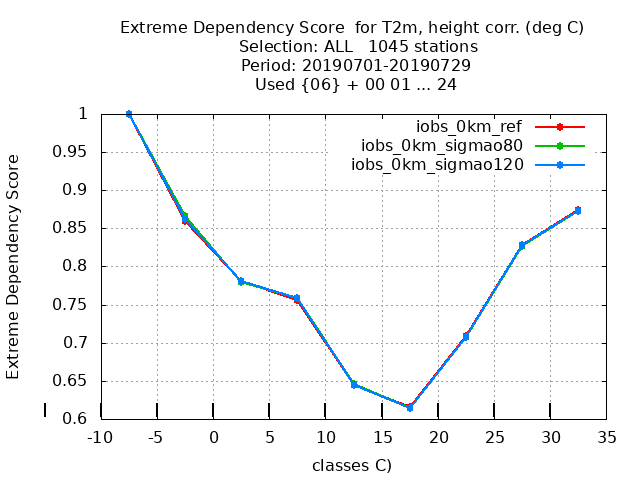 Extreme Dependency Score  for T2m, height corr. (deg C)
Selection: ALL   1045 stations
Period: 20190701-20190729
Used {06} + 00 01 ... 24
Extreme Dependency Score
1
0.95
0.9
0.85
0.8
0.75
0.7
0.65
0.6
iobs_0km_ref
iobs_0km_sigmao80
iobs_0km_sigmao120
-10 -5 0 5 10 15 20 25 30 35
classes C)